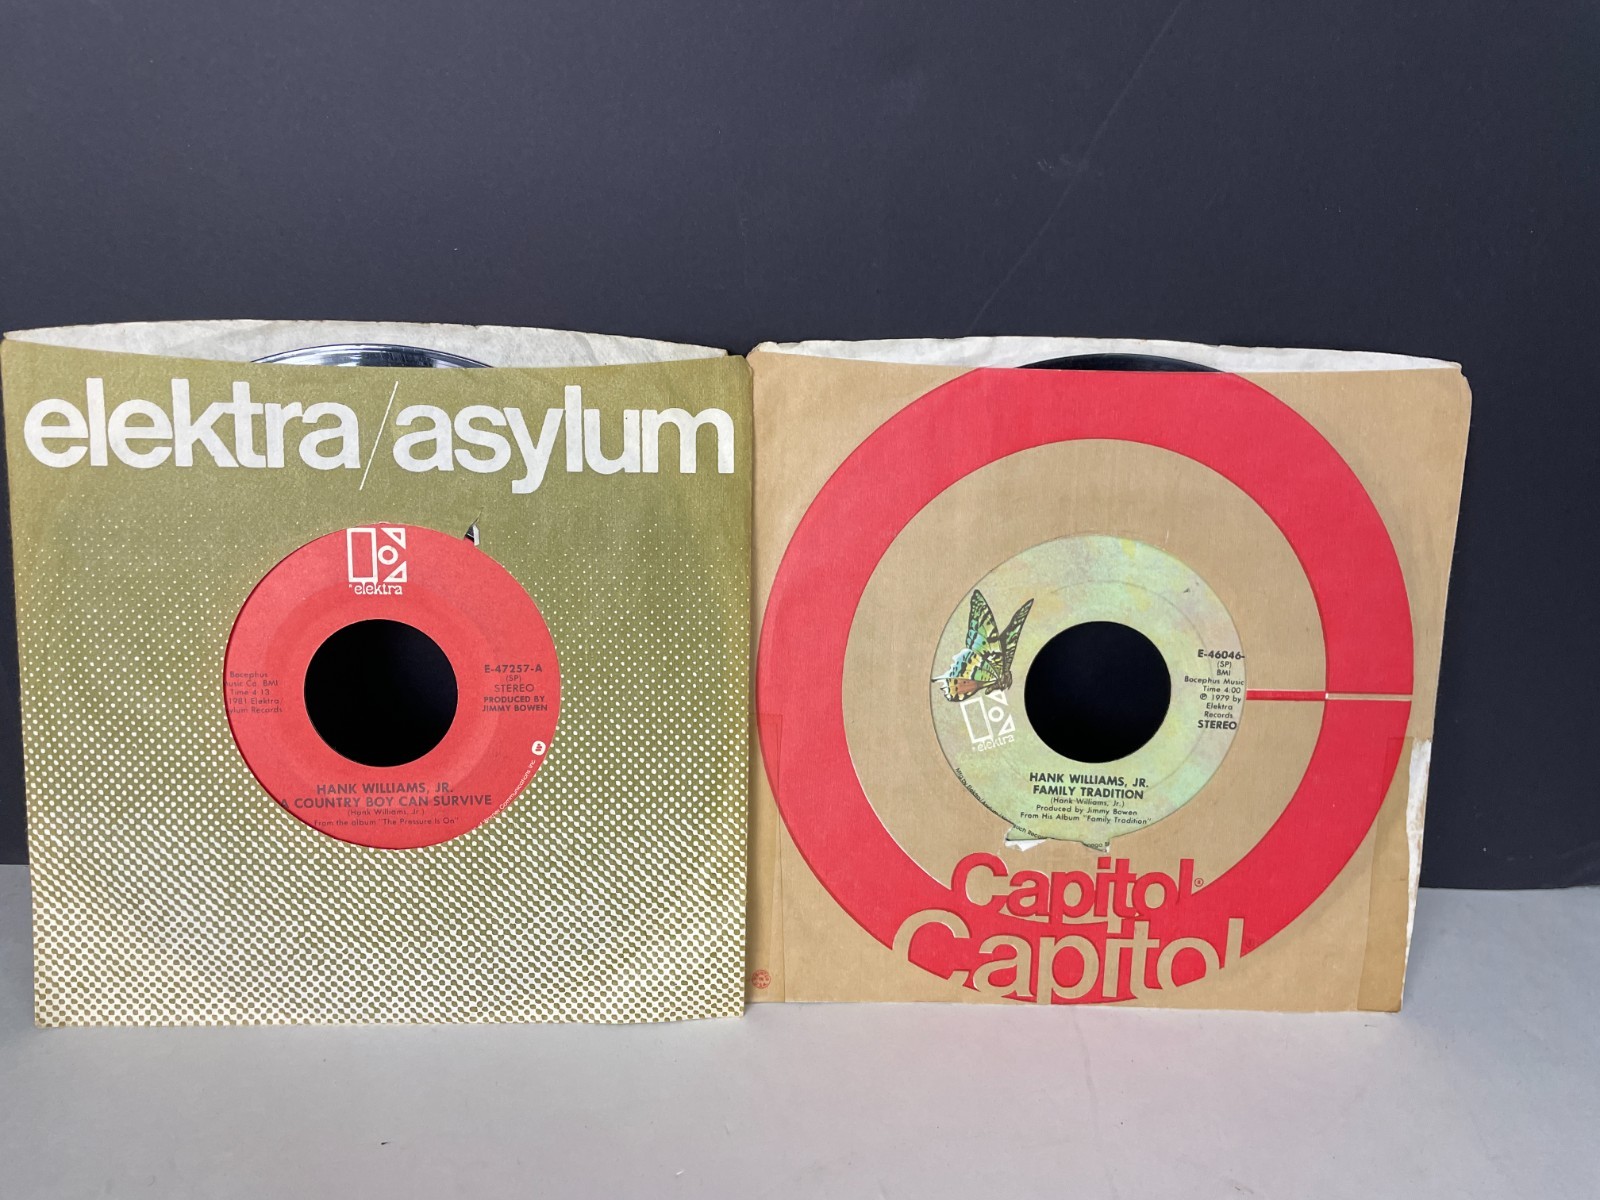 elektra/asylum
elektra
E-47257-A
(SP)
STEREO
PRODUCED BY
JIMMY BOWEN
Bocephus
Music Co. BMI
Time 4:13
1981 Elektra/
Asylum Records
HANK WILLIAMS, JR.
A COUNTRY BOY CAN SURVIVE
(Hank Williams, Jr.)
From the album "The Pressure Is On"
Communications Inc.
elektra
E-46046-
(SP)
BMI
Bocephus Music
Time 4:00
℗ 1979 by
Elektra
Records
STEREO
HANK WILLIAMS, JR.
FAMILY TRADITION
(Hank Williams, Jr.)
Produced by Jimmy Bowen
From His Album "Family Tradition"
Capitol®
Capitol